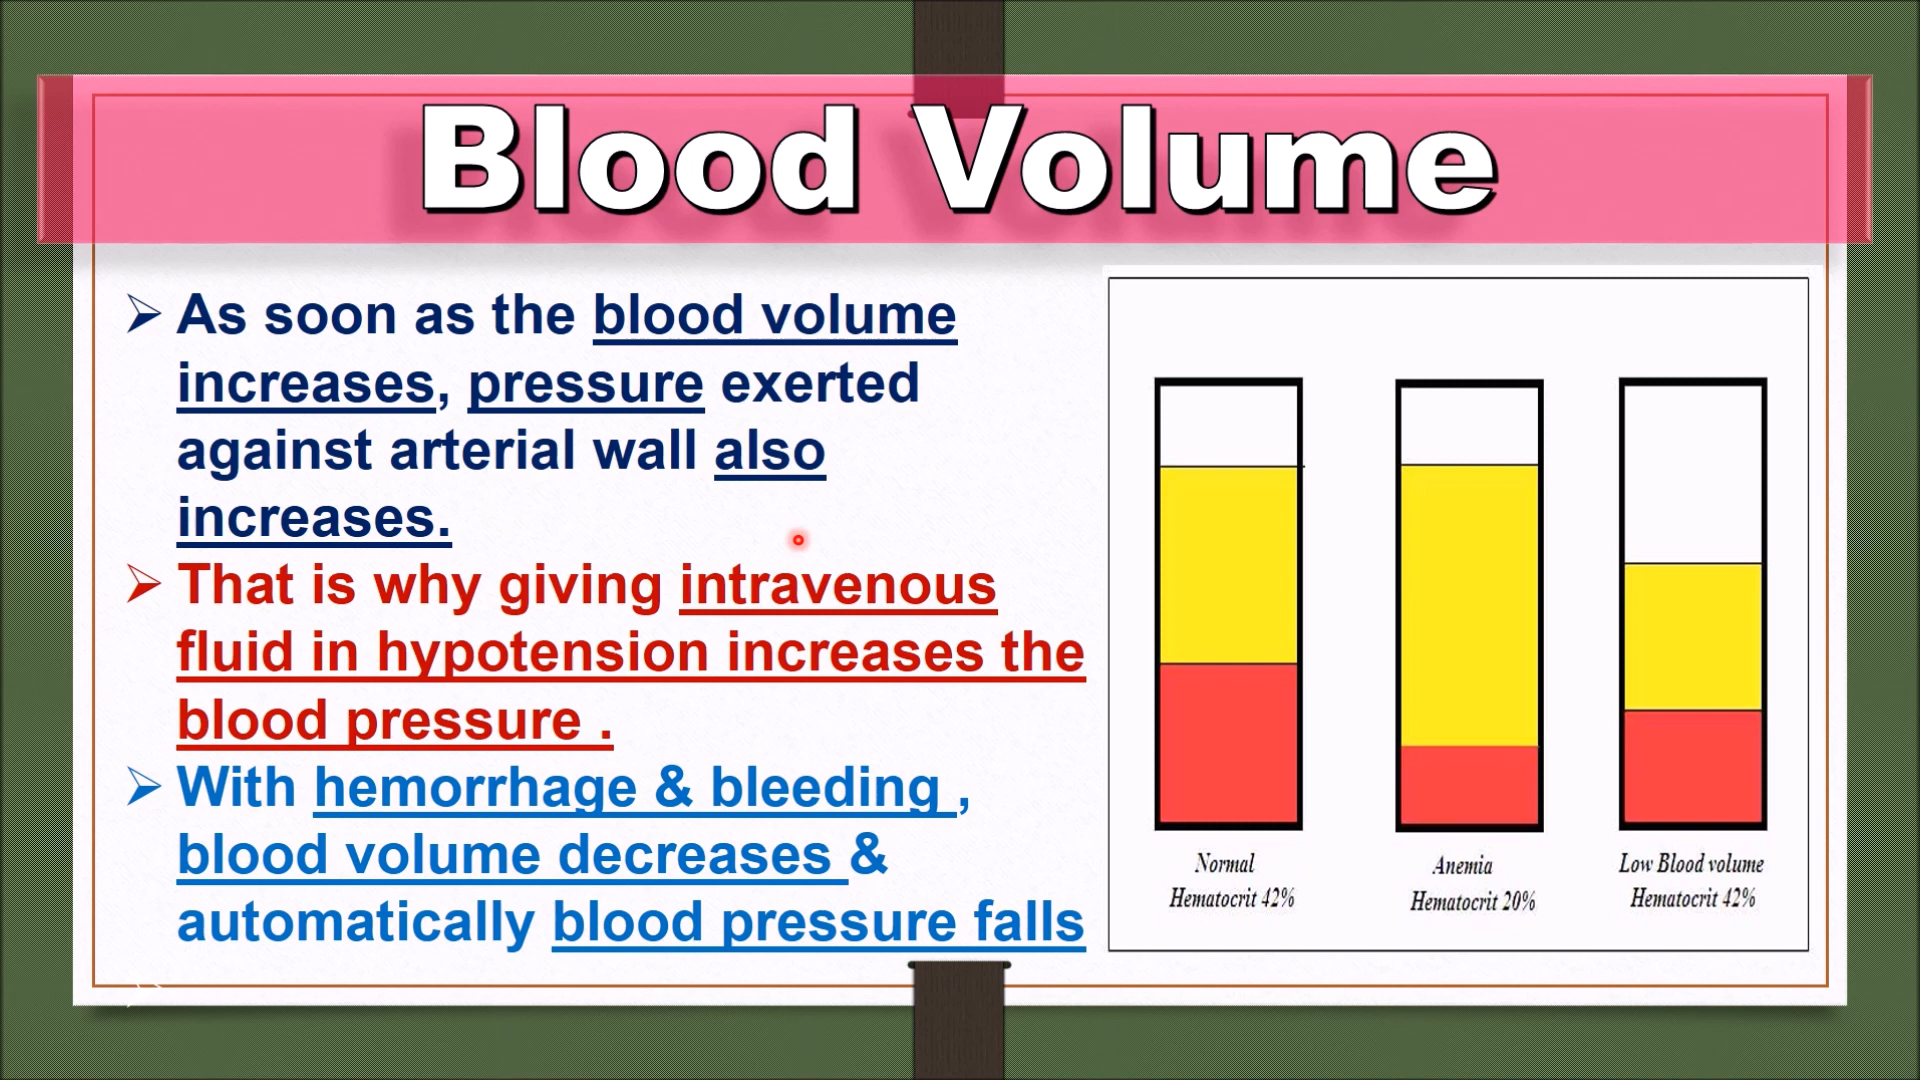 Blood Volume
As soon as the blood volume
increases, pressure exerted
against arterial wall also
increases.
That is why giving intravenous
fluid in hypotension increases the
blood pressure .
With hemorrhage & bleeding ,
blood volume decreases &
automatically blood pressure falls
Normal
Hematocrit 42%
Anemia
Hematocrit 20%
Low Blood volume
Hematocrit 42%